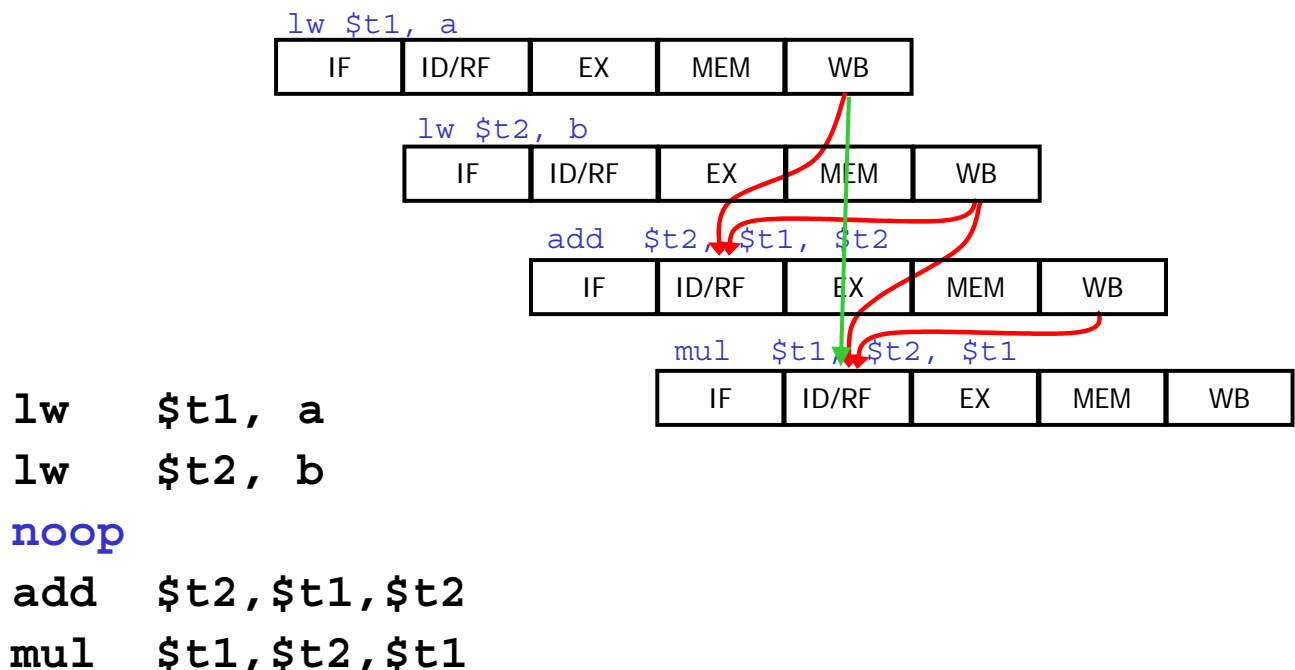 lw $t1, a
IF ID/RF EX MEM WB
lw $t2, b
IF ID/RF EX MEM WB
add $t2, $t1, $t2
IF ID/RF EX MEM WB
mul $t1, $t2, $t1
IF ID/RF EX MEM WB
lw $t1, a
lw $t2, b
noop
add $t2,$t1,$t2
mul $t1,$t2,$t1